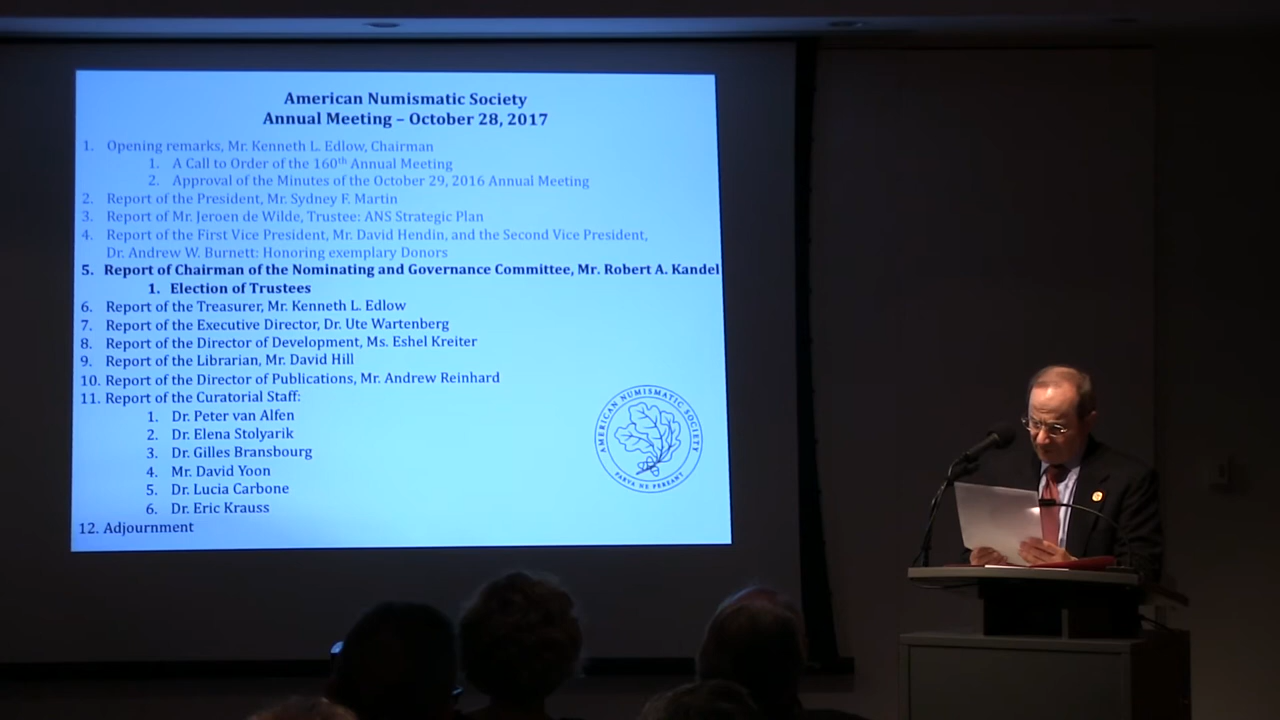 American Numismatic Society
Annual Meeting – October 28, 2017
1. Opening remarks, Mr. Kenneth L. Edlow, Chairman
1. A Call to Order of the 160th Annual Meeting
2. Approval of the Minutes of the October 29, 2016 Annual Meeting
2. Report of the President, Mr. Sydney F. Martin
3. Report of Mr. Jeroen de Wilde, Trustee: ANS Strategic Plan
4. Report of the First Vice President, Mr. David Hendin, and the Second Vice President,
Dr. Andrew W. Burnett: Honoring exemplary Donors
5. Report of Chairman of the Nominating and Governance Committee, Mr. Robert A. Kandel
1. Election of Trustees
6. Report of the Treasurer, Mr. Kenneth L. Edlow
7. Report of the Executive Director, Dr. Ute Wartenberg
8. Report of the Director of Development, Ms. Eshel Kreiter
9. Report of the Librarian, Mr. David Hill
10. Report of the Director of Publications, Mr. Andrew Reinhard
11. Report of the Curatorial Staff:
1. Dr. Peter van Alfen
2. Dr. Elena Stolyarik
3. Dr. Gilles Bransbourg
4. Mr. David Yoon
5. Dr. Lucia Carbone
6. Dr. Eric Krauss
12. Adjournment
AMERICAN NUMISMATIC SOCIETY
PARVA NE PEREANT